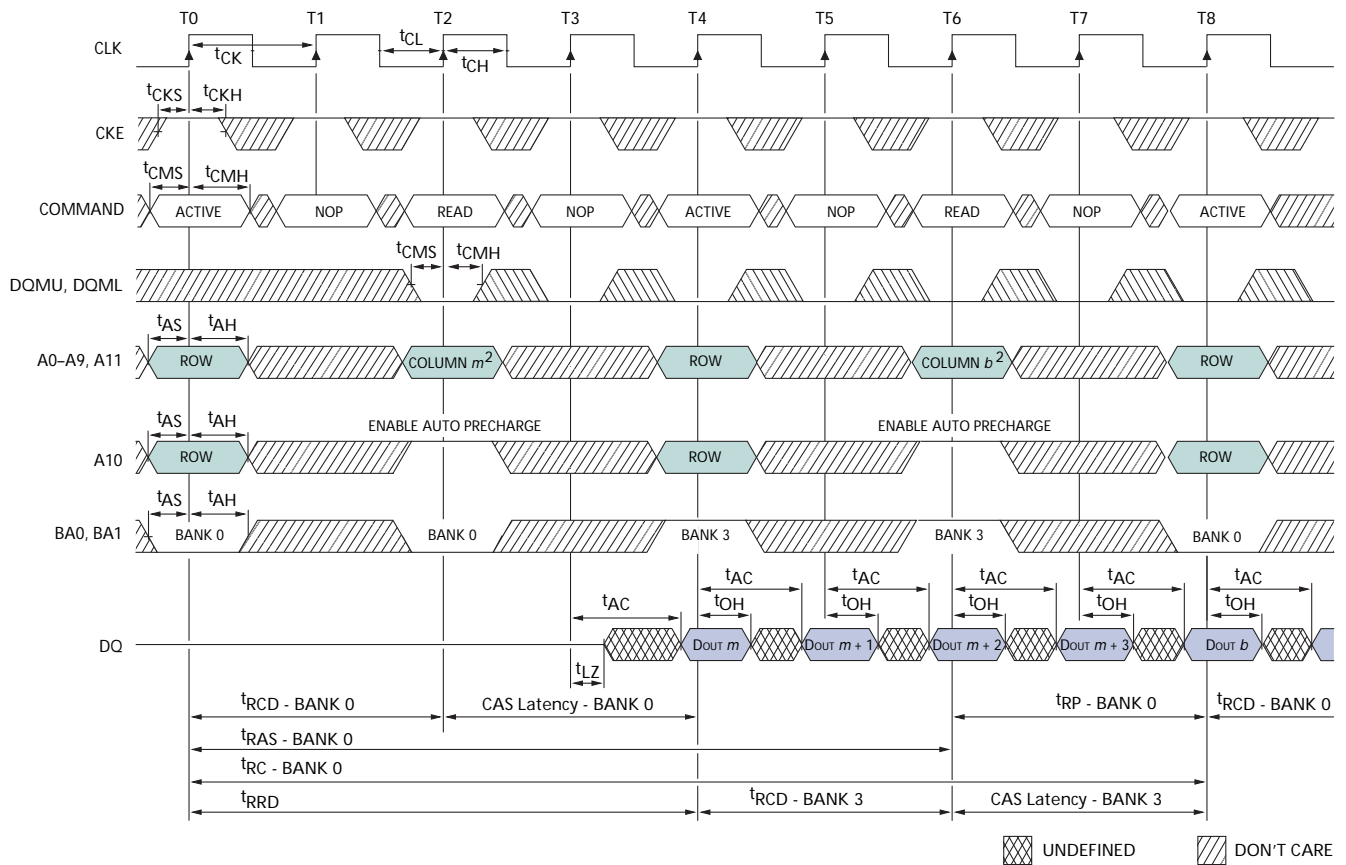 T0 T1 T2 T3 T4 T5 T6 T7 T8
CLK
tCK tCL tCH
tCKS tCKH
CKE
tCMS tCMH
COMMAND ACTIVE NOP READ NOP ACTIVE NOP READ NOP ACTIVE
tCMS tCMH
DQMU, DQML
tAS tAH
A0–A9, A11 ROW COLUMN m2 ROW COLUMN b2 ROW
tAS tAH ENABLE AUTO PRECHARGE ENABLE AUTO PRECHARGE
A10 ROW ROW ROW
tAS tAH
BA0, BA1 BANK 0 BANK 0 BANK 3 BANK 3 BANK 0
tAC tAC tAC tAC tAC tAC
tOH tOH tOH tOH tOH
DQ DOUT m DOUT m + 1 DOUT m + 2 DOUT m + 3 DOUT b
tLZ
tRCD - BANK 0 CAS Latency - BANK 0 tRP - BANK 0 tRCD - BANK 0
tRAS - BANK 0
tRC - BANK 0
tRRD tRCD - BANK 3 CAS Latency - BANK 3
UNDEFINED DON'T CARE